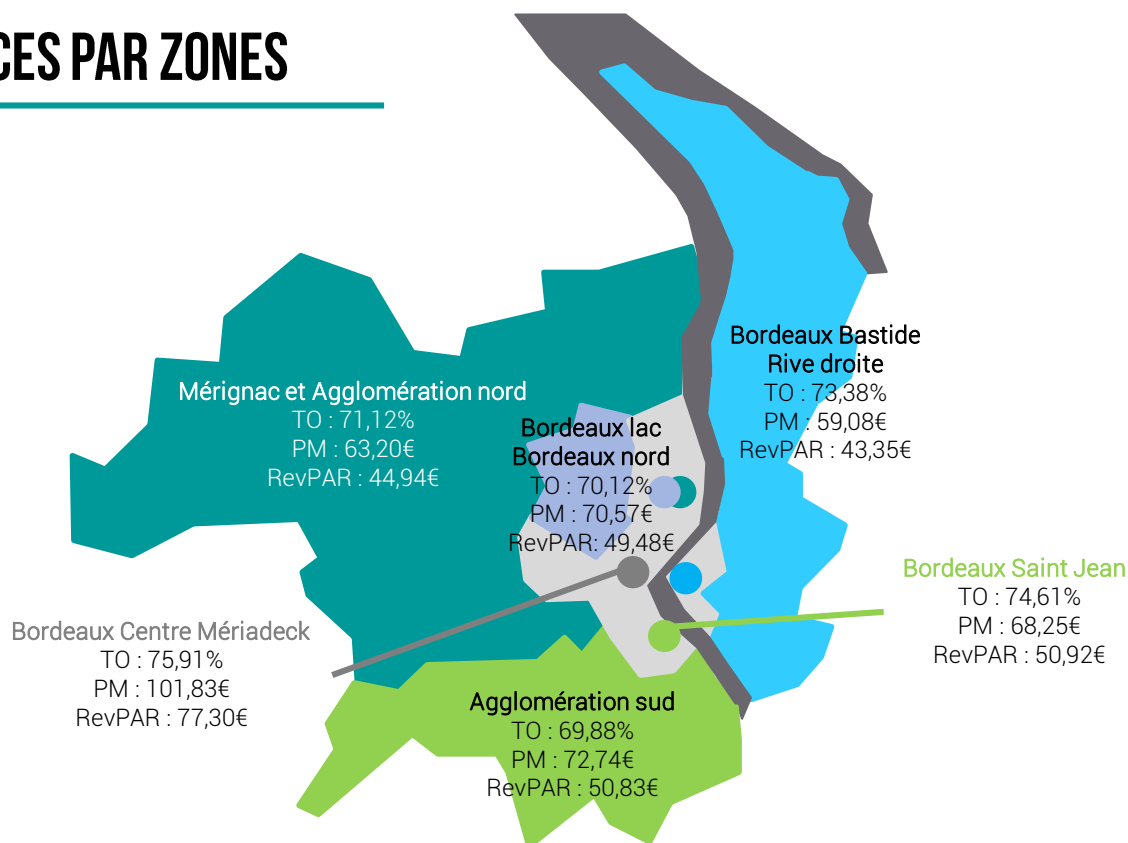 CES PAR ZONES
Bordeaux Bastide
Rive droite
TO : 73,38%
PM : 59,08€
RevPAR : 43,35€
Mérignac et Agglomération nord
TO : 71,12%
PM : 63,20€
RevPAR : 44,94€
Bordeaux lac
Bordeaux nord
TO : 70,12%
PM : 70,57€
RevPAR: 49,48€
Bordeaux Saint Jean
TO : 74,61%
PM : 68,25€
RevPAR : 50,92€
Bordeaux Centre Mériadeck
TO : 75,91%
PM : 101,83€
RevPAR : 77,30€
Agglomération sud
TO : 69,88%
PM : 72,74€
RevPAR : 50,83€